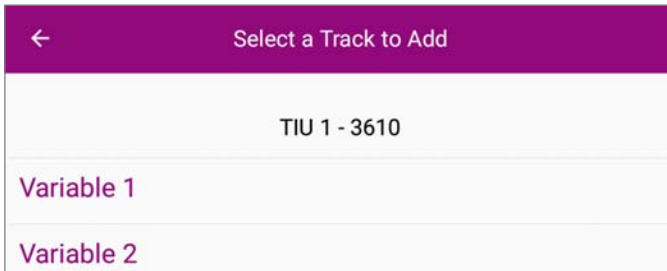 Select a Track to Add
TIU 1 - 3610
Variable 1
Variable 2